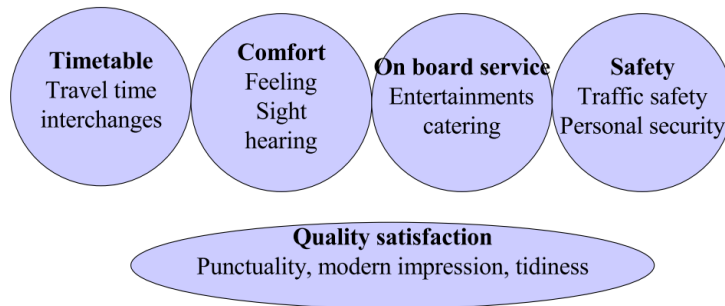 Timetable
Travel time
interchanges
Comfort
Feeling
Sight
hearing
On board service
Entertainments
catering
Safety
Traffic safety
Personal security
Quality satisfaction
Punctuality, modern impression, tidiness